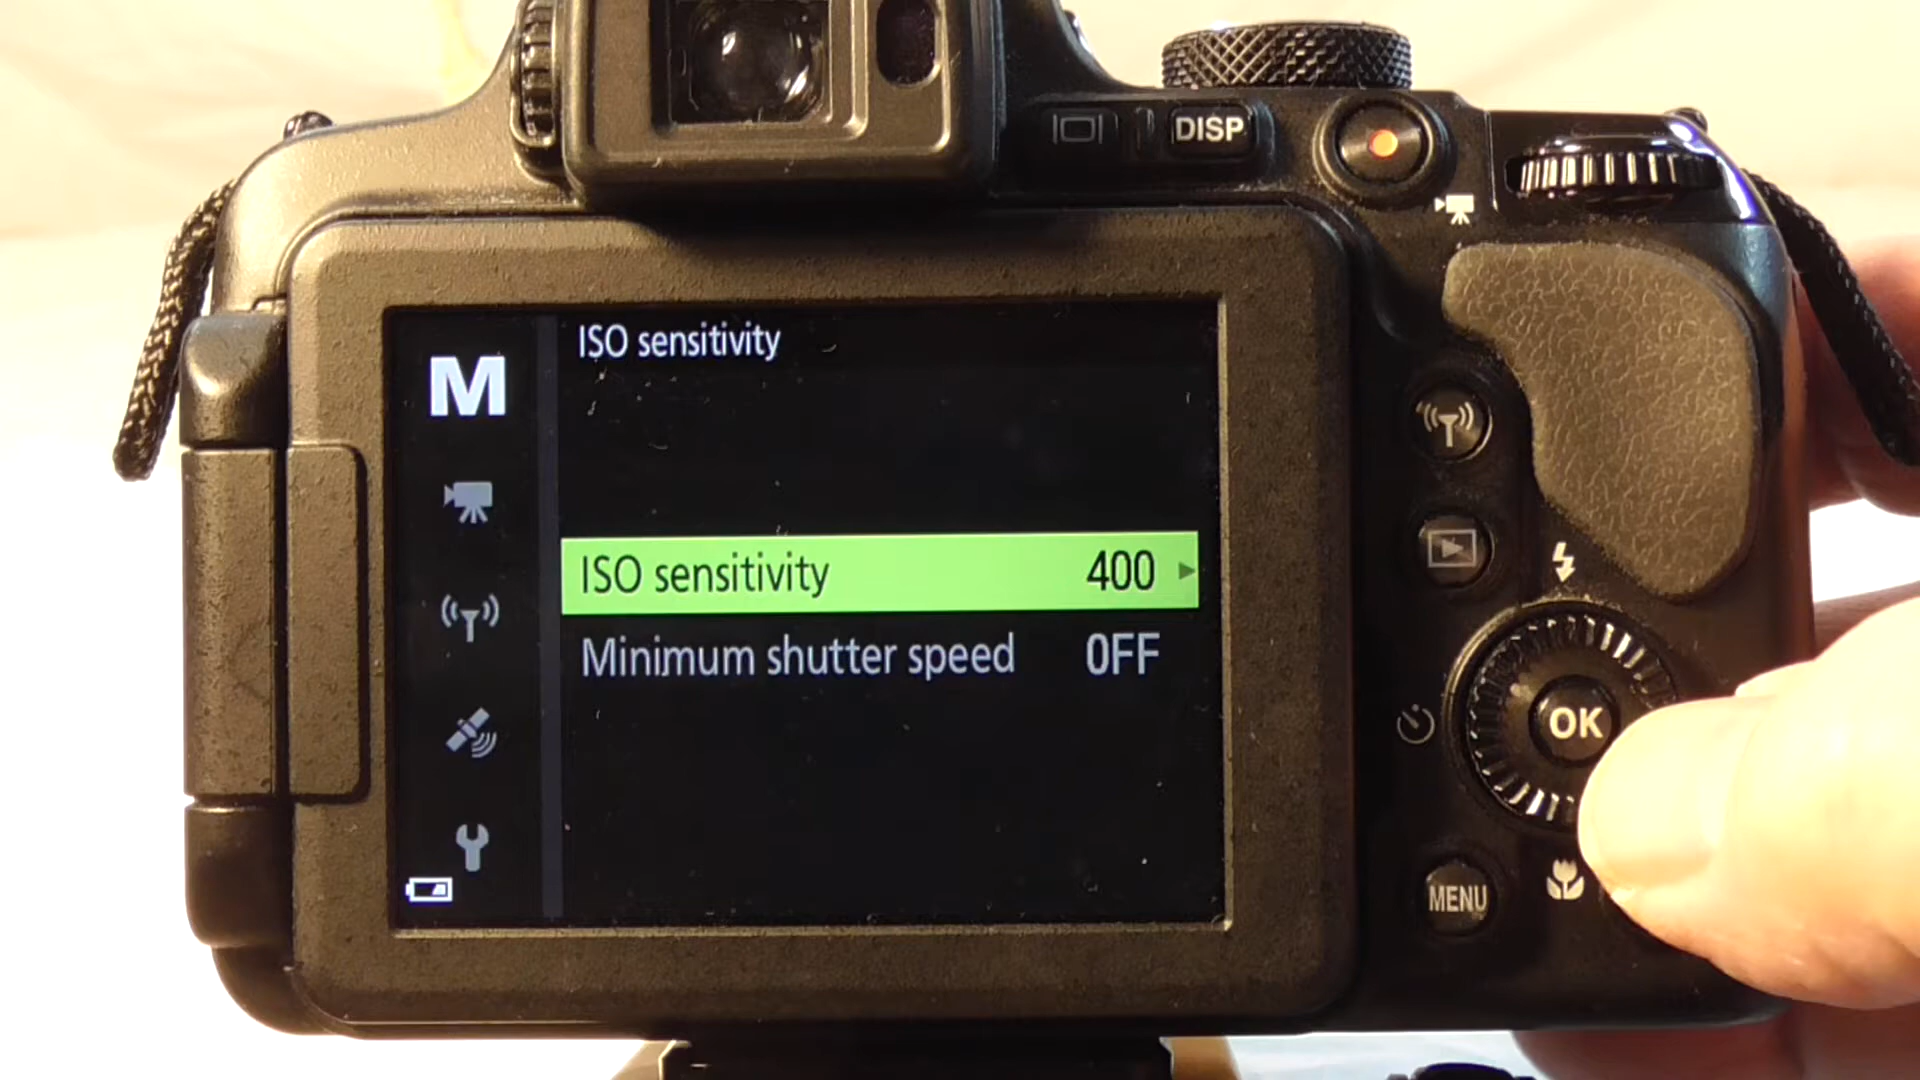 DISP
ISO sensitivity
M
ISO sensitivity 400
Minimum shutter speed OFF
OK
MENU